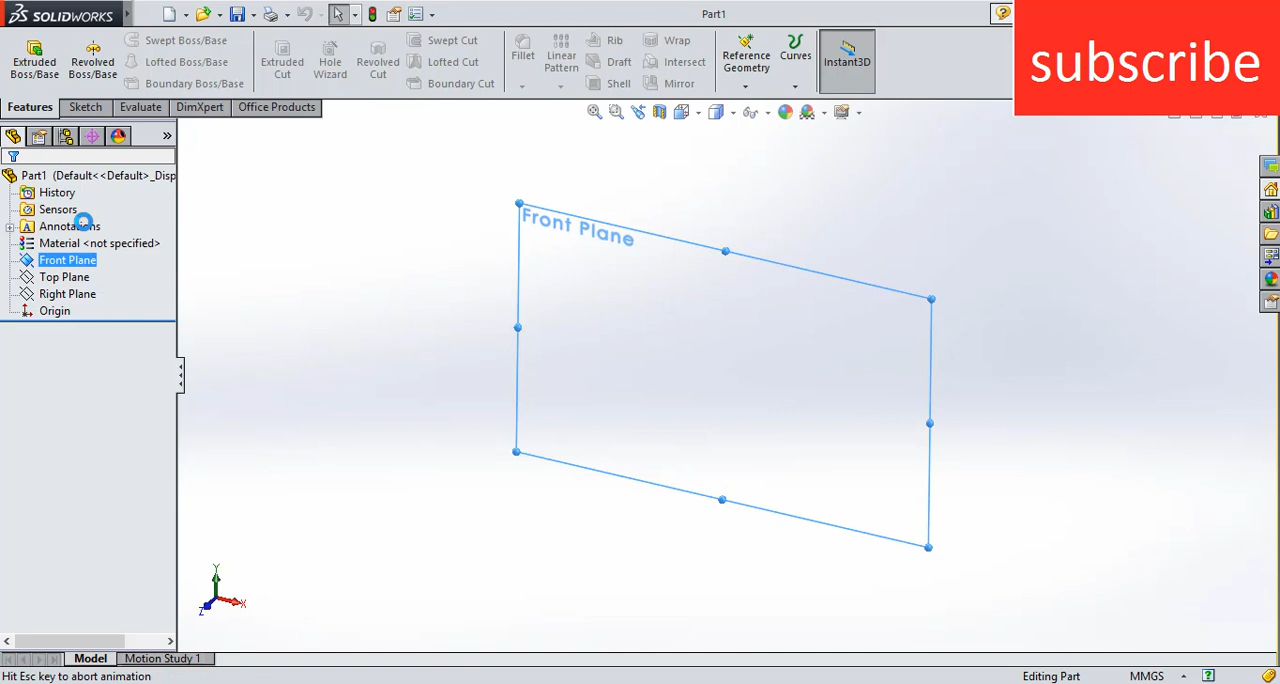 SOLIDWORKS
Part1
subscribe
Extruded Boss/Base
Revolved Boss/Base
Swept Boss/Base
Lofted Boss/Base
Boundary Boss/Base
Extruded Cut
Hole Wizard
Revolved Cut
Swept Cut
Lofted Cut
Boundary Cut
Fillet
Linear Pattern
Rib
Draft
Shell
Wrap
Intersect
Mirror
Reference Geometry
Curves
Instant3D
Features
Sketch
Evaluate
DimXpert
Office Products
Part1 (Default<<Default>_Disp
History
Sensors
Annotations
Material <not specified>
Front Plane
Top Plane
Right Plane
Origin
Front Plane
Y
X
Z
Model
Motion Study 1
Hit Esc key to abort animation
Editing Part
MMGS